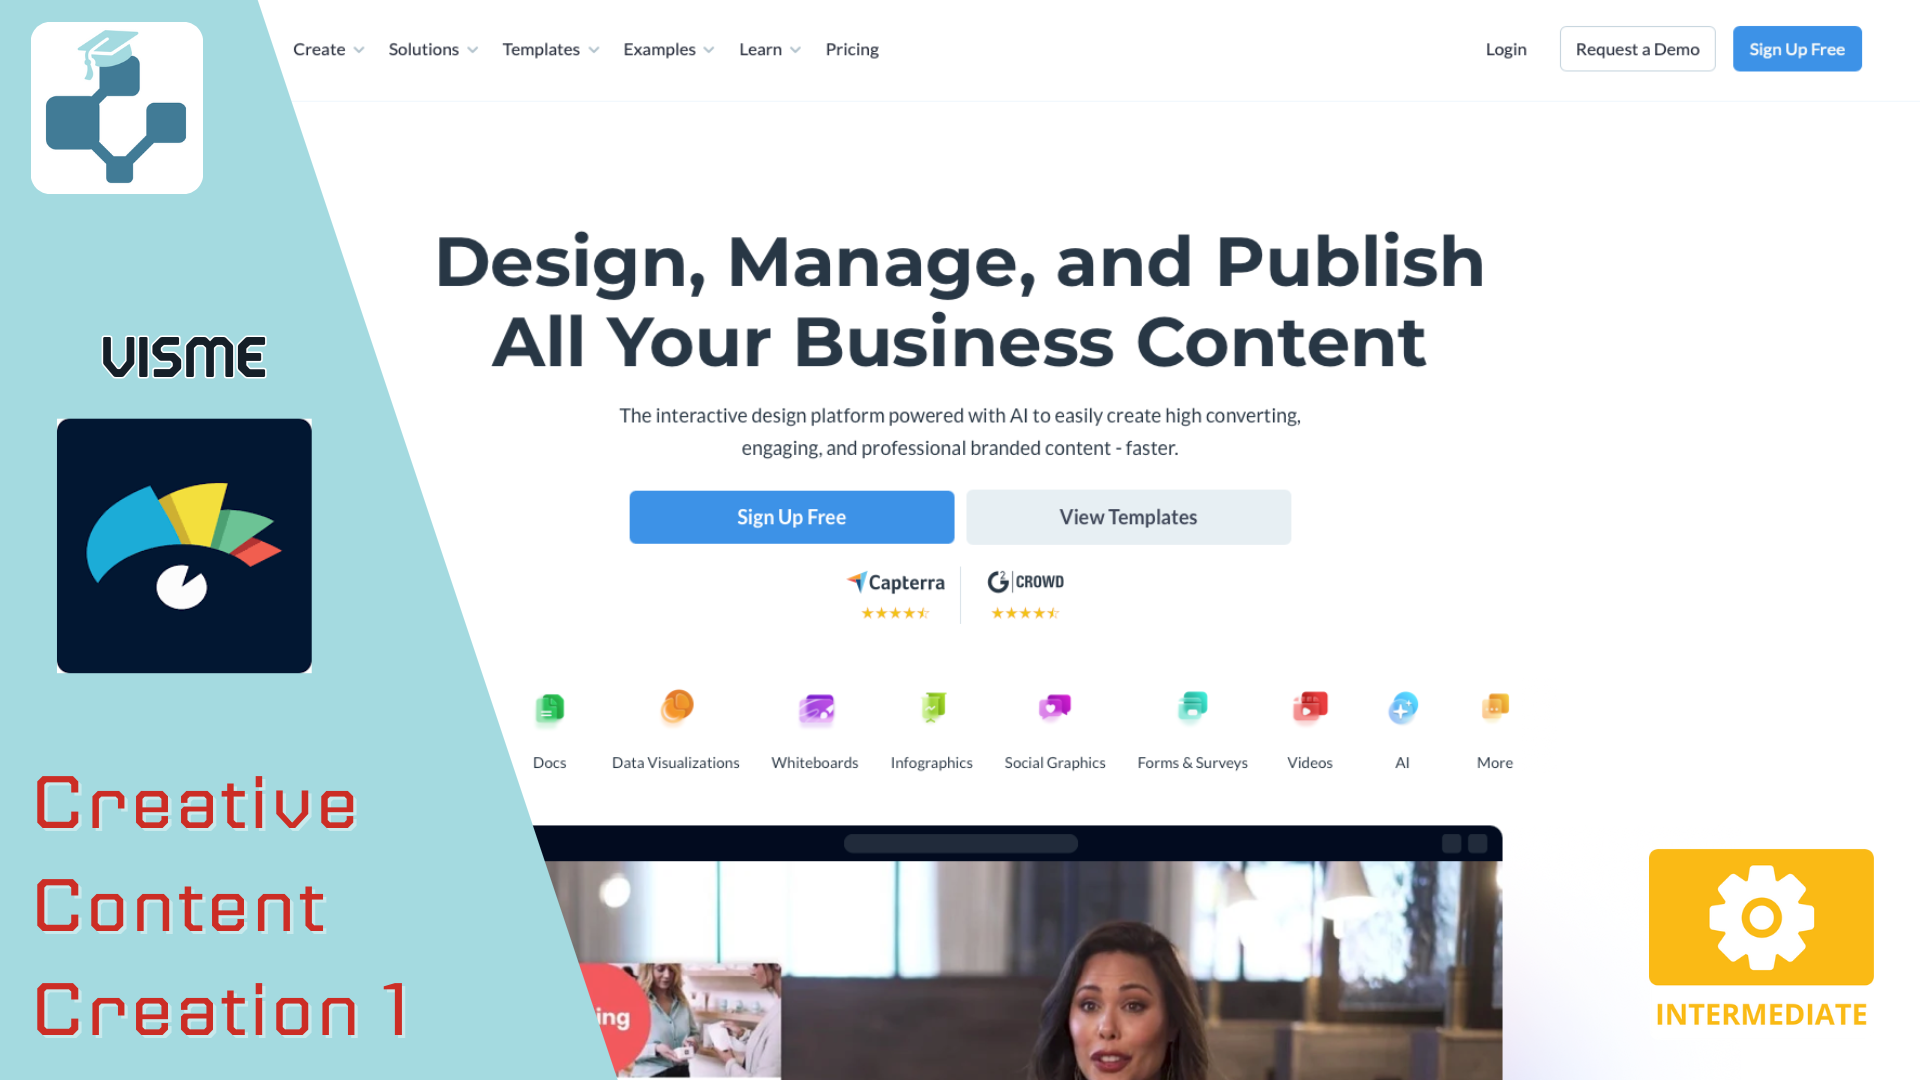 Create
Solutions
Templates
Examples
Learn
Pricing
Login
Request a Demo
Sign Up Free
VISME
Creative
Content
Creation 1
Design, Manage, and Publish
All Your Business Content
The interactive design platform powered with AI to easily create high converting,
engaging, and professional branded content - faster.
Sign Up Free
View Templates
Capterra
G2 CROWD
Docs
Data Visualizations
Whiteboards
Infographics
Social Graphics
Forms & Surveys
Videos
AI
More
ing
INTERMEDIATE